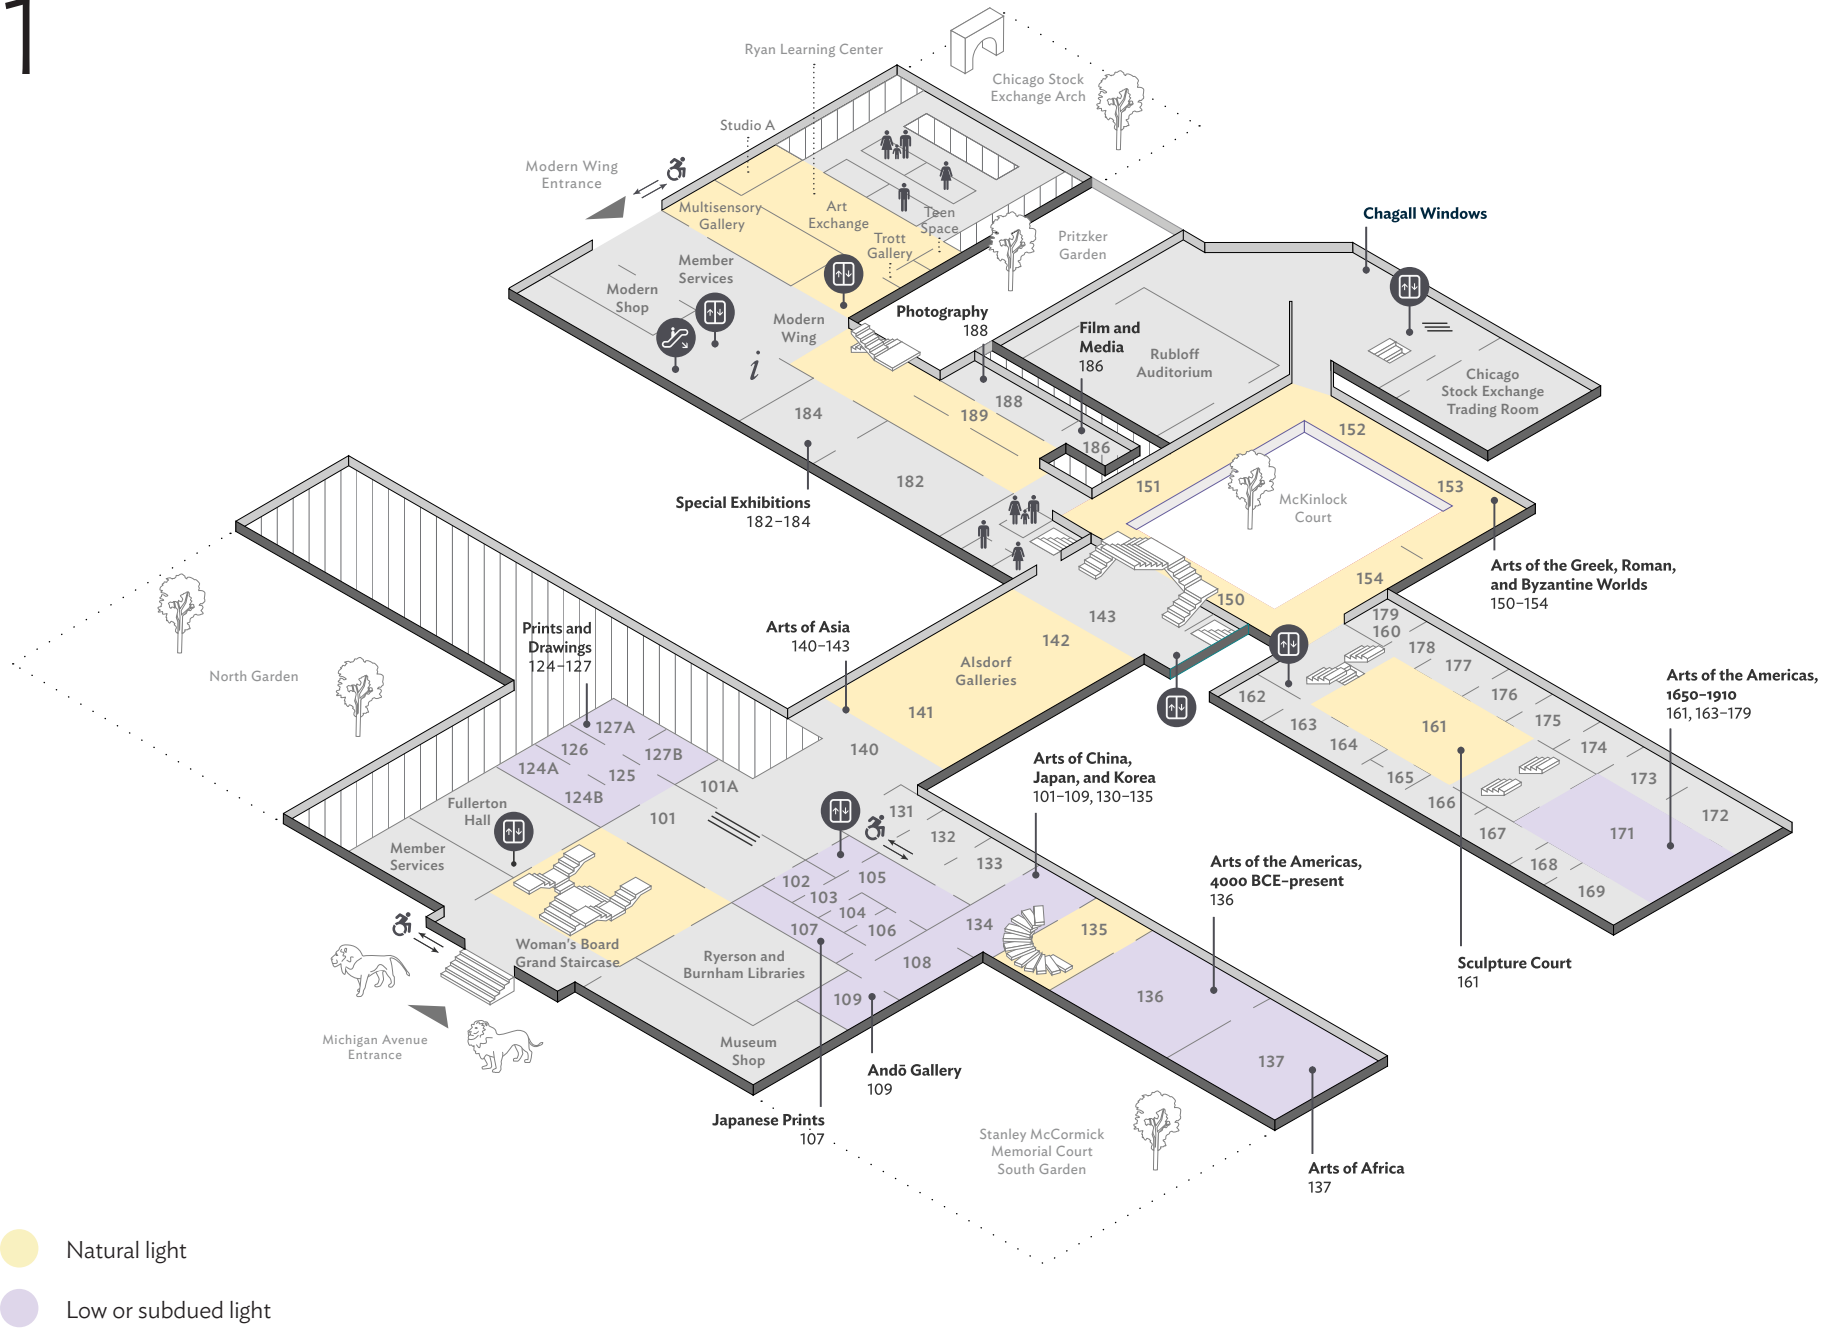 1
Ryan Learning Center
Chicago Stock
Exchange Arch
Studio A
Modern Wing
Entrance
Multisensory
Gallery
Art
Exchange
Teen
Space
Trott
Gallery
Pritzker
Garden
Chagall Windows
Member
Services
Modern
Shop
Modern
Wing
i
Photography
188
Film and
Media
186
Rubloff
Auditorium
Chicago
Stock Exchange
Trading Room
184
189
188
186
182
152
151
153
McKinlock
Court
Special Exhibitions
182–184
154
150
Arts of the Greek, Roman,
and Byzantine Worlds
150–154
143
142
Alsdorf
Galleries
141
140
Arts of Asia
140–143
Prints and
Drawings
124–127
North Garden
179
160
178
177
176
175
174
173
172
162
163
164
165
166
167
168
169
161
171
Arts of the Americas,
1650–1910
161, 163–179
127A
126
127B
124A
125
124B
101A
101
Fullerton
Hall
Member
Services
Arts of China,
Japan, and Korea
101–109, 130–135
131
132
133
102
105
103
104
107
106
134
135
108
109
Arts of the Americas,
4000 BCE–present
136
136
137
Woman's Board
Grand Staircase
Ryerson and
Burnham Libraries
Sculpture Court
161
Michigan Avenue
Entrance
Museum
Shop
Andō Gallery
109
Japanese Prints
107
Stanley McCormick
Memorial Court
South Garden
Arts of Africa
137
Natural light
Low or subdued light